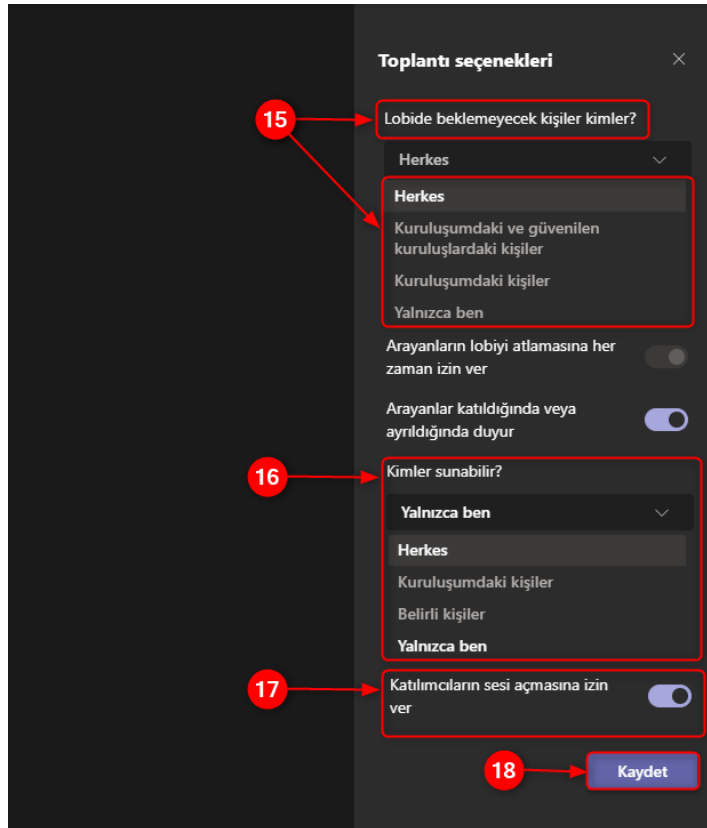 Toplantı seçenekleri
15
Lobide beklemeyecek kişiler kimler?
Herkes
Herkes
Kuruluşumdaki ve güvenilen
kuruluşlardaki kişiler
Kuruluşumdaki kişiler
Yalnızca ben
Arayanların lobiyi atlamasına her
zaman izin ver
Arayanlar katıldığında veya
ayrıldığında duyur
16
Kimler sunabilir?
Yalnızca ben
Herkes
Kuruluşumdaki kişiler
Belirli kişiler
Yalnızca ben
17
Katılımcıların sesi açmasına izin
ver
18
Kaydet